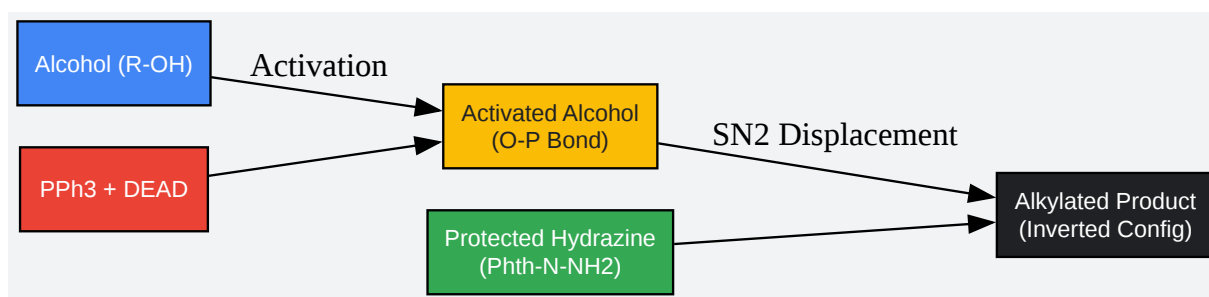 Alcohol (R-OH)
Activation
PPh3 + DEAD
Activated Alcohol
(O-P Bond)
SN2 Displacement
Protected Hydrazine
(Phth-N-NH2)
Alkylated Product
(Inverted Config)